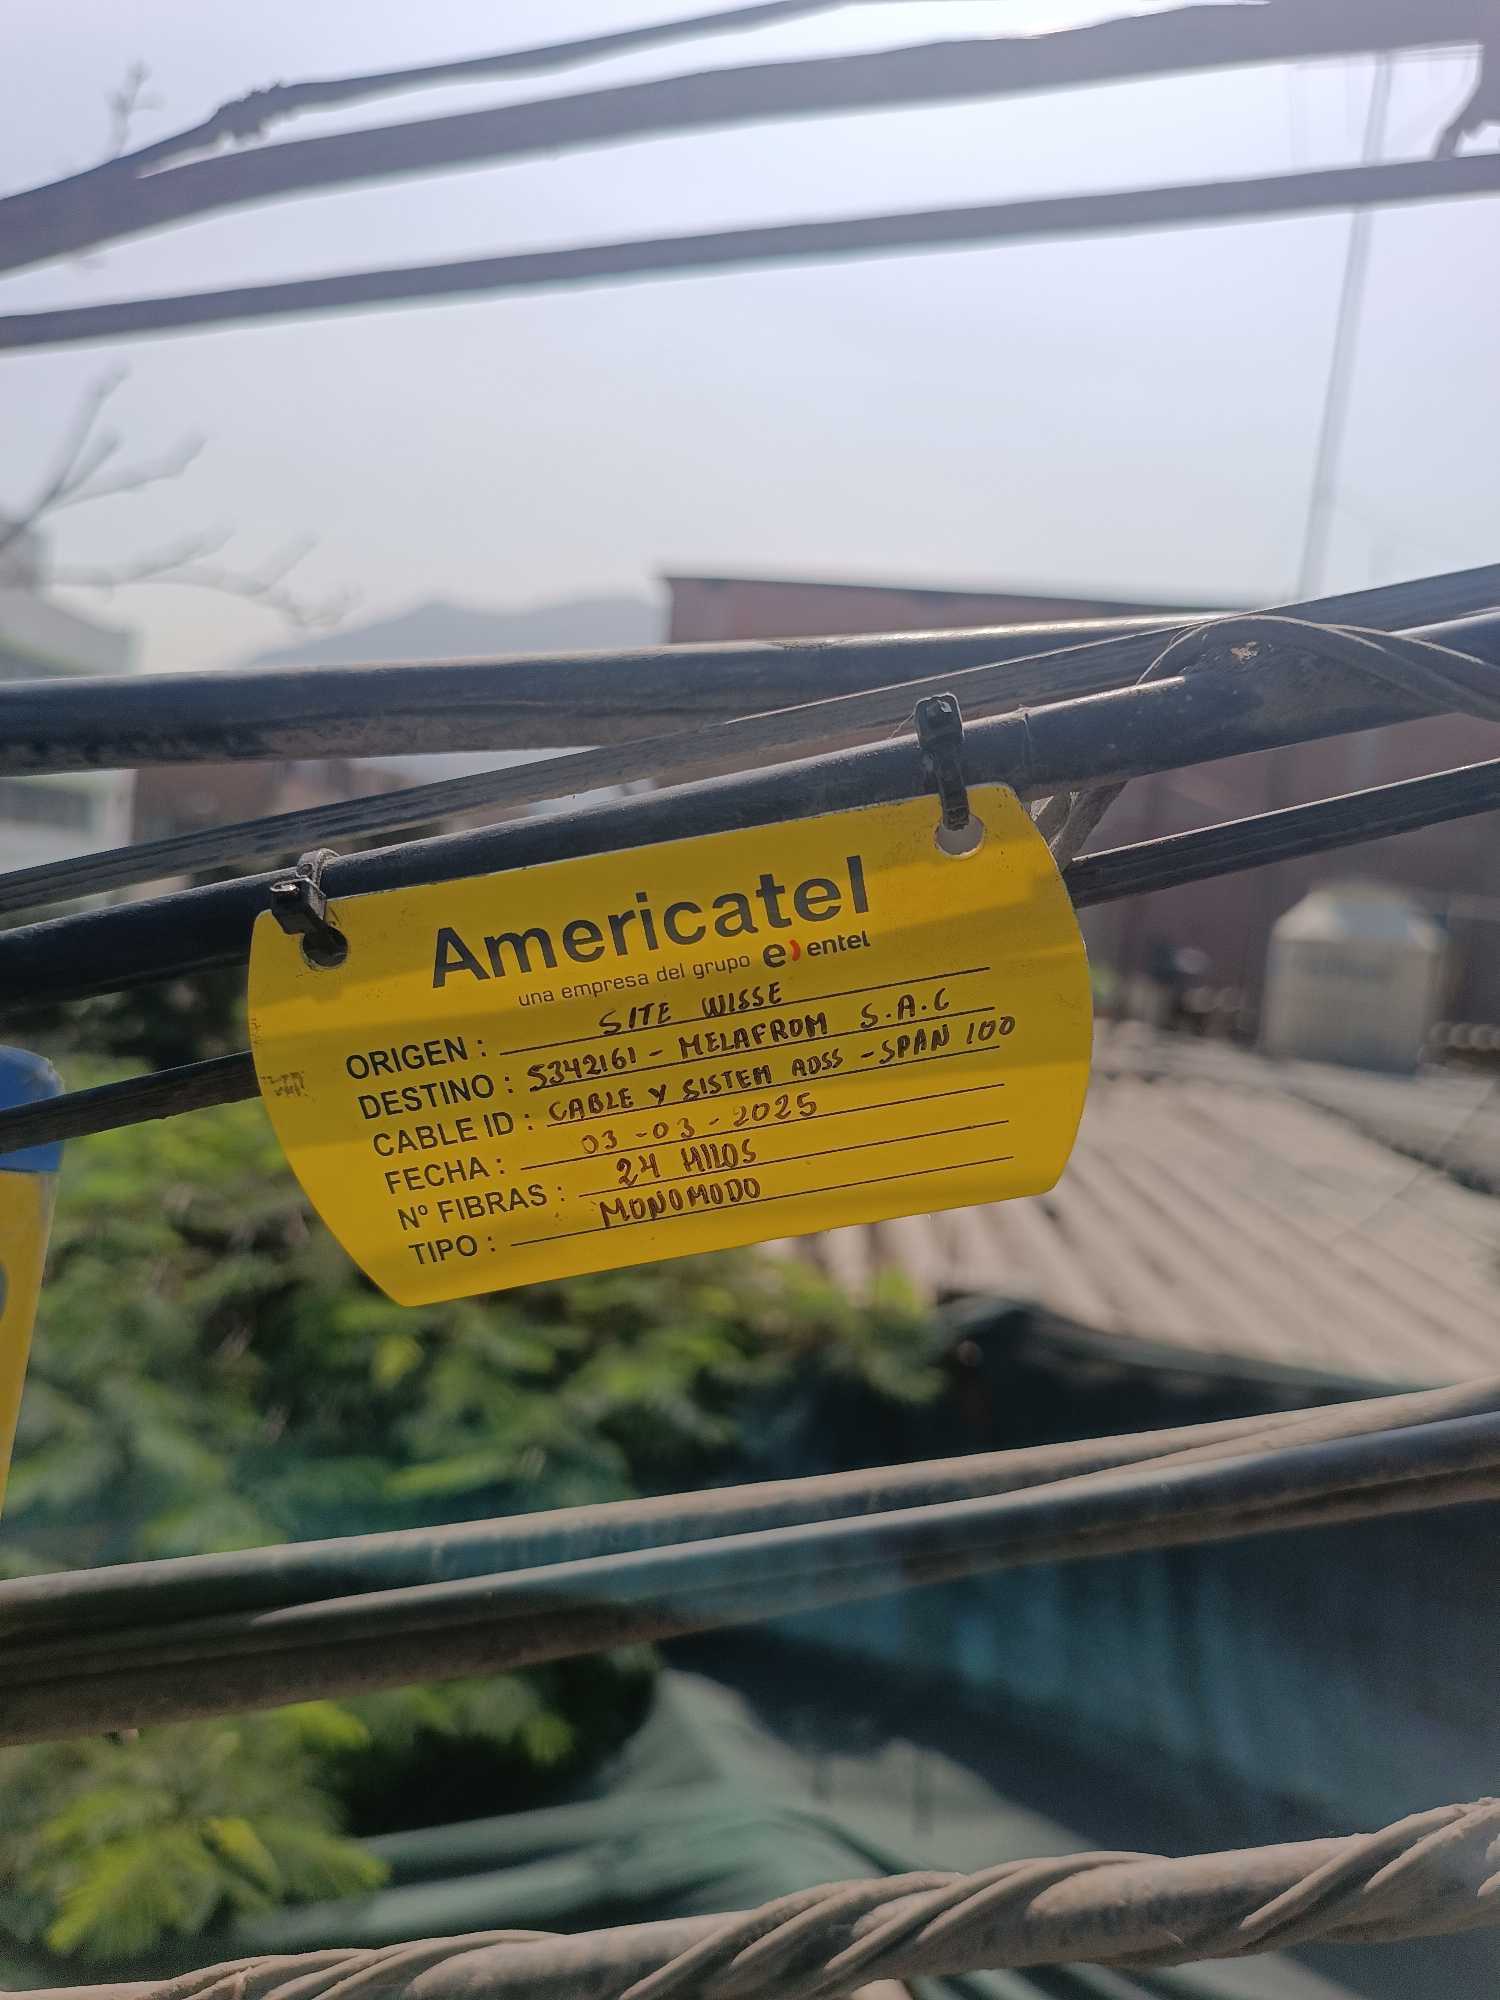 Americatel
una empresa del grupo e) entel
ORIGEN : SITE WISSE
DESTINO : 5342161 - MELAFROM S.A.C
CABLE ID : CABLE Y SISTEM ADSS - SPAN 100
FECHA : 03-03-2025
Nº FIBRAS : 24 HILOS
TIPO : MONOMODO